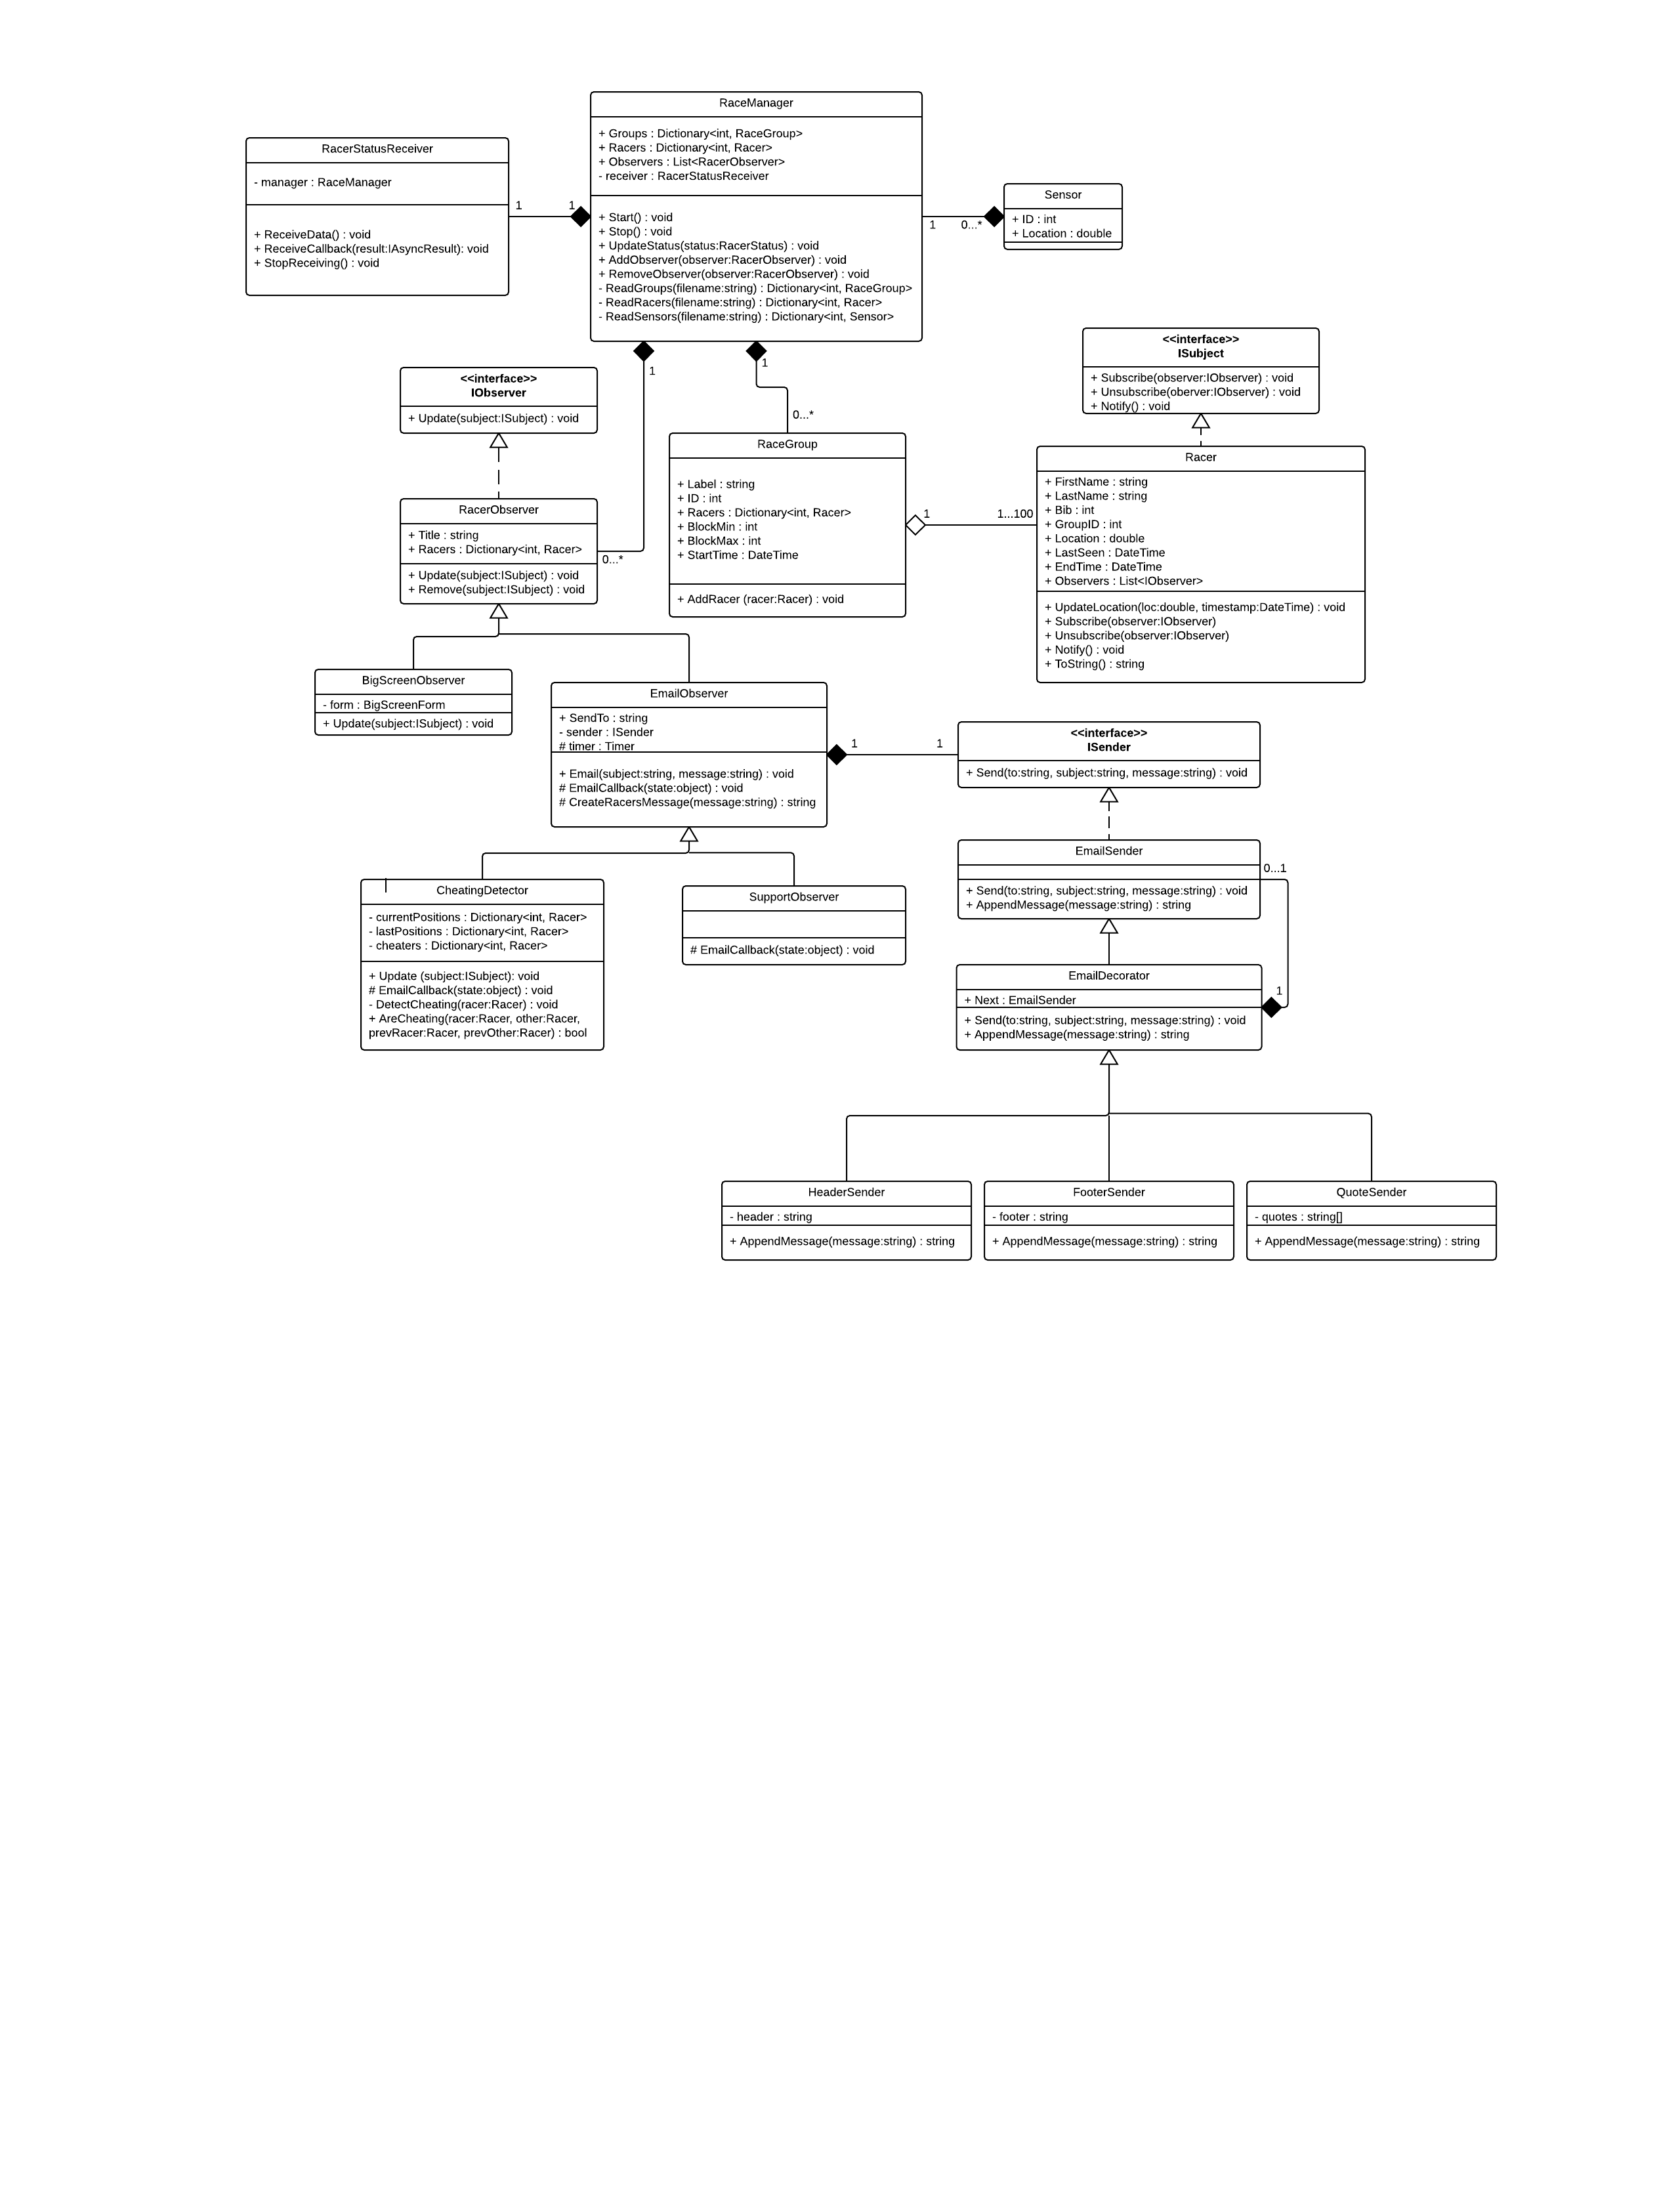 RaceManager
+ Groups : Dictionary<int, RaceGroup>
+ Racers : Dictionary<int, Racer>
+ Observers : List<RacerObserver>
- receiver : RacerStatusReceiver
+ Start() : void
+ Stop() : void
+ UpdateStatus(status:RacerStatus) : void
+ AddObserver(observer:RacerObserver) : void
+ RemoveObserver(observer:RacerObserver) : void
- ReadGroups(filename:string) : Dictionary<int, RaceGroup>
- ReadRacers(filename:string) : Dictionary<int, Racer>
- ReadSensors(filename:string) : Dictionary<int, Sensor>
RacerStatusReceiver
- manager : RaceManager
+ ReceiveData() : void
+ ReceiveCallback(result:IAsyncResult): void
+ StopReceiving() : void
1
1
Sensor
+ ID : int
+ Location : double
1
0...*
<<interface>>
ISubject
+ Subscribe(observer:IObserver) : void
+ Unsubscribe(oberver:IObserver) : void
+ Notify() : void
<<interface>>
IObserver
+ Update(subject:ISubject) : void
1
1
0...*
RaceGroup
+ Label : string
+ ID : int
+ Racers : Dictionary<int, Racer>
+ BlockMin : int
+ BlockMax : int
+ StartTime : DateTime
+ AddRacer (racer:Racer) : void
1
1...100
Racer
+ FirstName : string
+ LastName : string
+ Bib : int
+ GroupID : int
+ Location : double
+ LastSeen : DateTime
+ EndTime : DateTime
+ Observers : List<IObserver>
+ UpdateLocation(loc:double, timestamp:DateTime) : void
+ Subscribe(observer:IObserver)
+ Unsubscribe(observer:IObserver)
+ Notify() : void
+ ToString() : string
RacerObserver
+ Title : string
+ Racers : Dictionary<int, Racer>
+ Update(subject:ISubject) : void
+ Remove(subject:ISubject) : void
0...*
BigScreenObserver
- form : BigScreenForm
+ Update(subject:ISubject) : void
EmailObserver
+ SendTo : string
- sender : ISender
# timer : Timer
+ Email(subject:string, message:string) : void
# EmailCallback(state:object) : void
# CreateRacersMessage(message:string) : string
1
1
<<interface>>
ISender
+ Send(to:string, subject:string, message:string) : void
EmailSender
+ Send(to:string, subject:string, message:string) : void
+ AppendMessage(message:string) : string
0...1
CheatingDetector
- currentPositions : Dictionary<int, Racer>
- lastPositions : Dictionary<int, Racer>
- cheaters : Dictionary<int, Racer>
+ Update (subject:ISubject): void
# EmailCallback(state:object) : void
- DetectCheating(racer:Racer) : void
+ AreCheating(racer:Racer, other:Racer,
prevRacer:Racer, prevOther:Racer) : bool
SupportObserver
# EmailCallback(state:object) : void
EmailDecorator
+ Next : EmailSender
+ Send(to:string, subject:string, message:string) : void
+ AppendMessage(message:string) : string
1
HeaderSender
- header : string
+ AppendMessage(message:string) : string
FooterSender
- footer : string
+ AppendMessage(message:string) : string
QuoteSender
- quotes : string[]
+ AppendMessage(message:string) : string